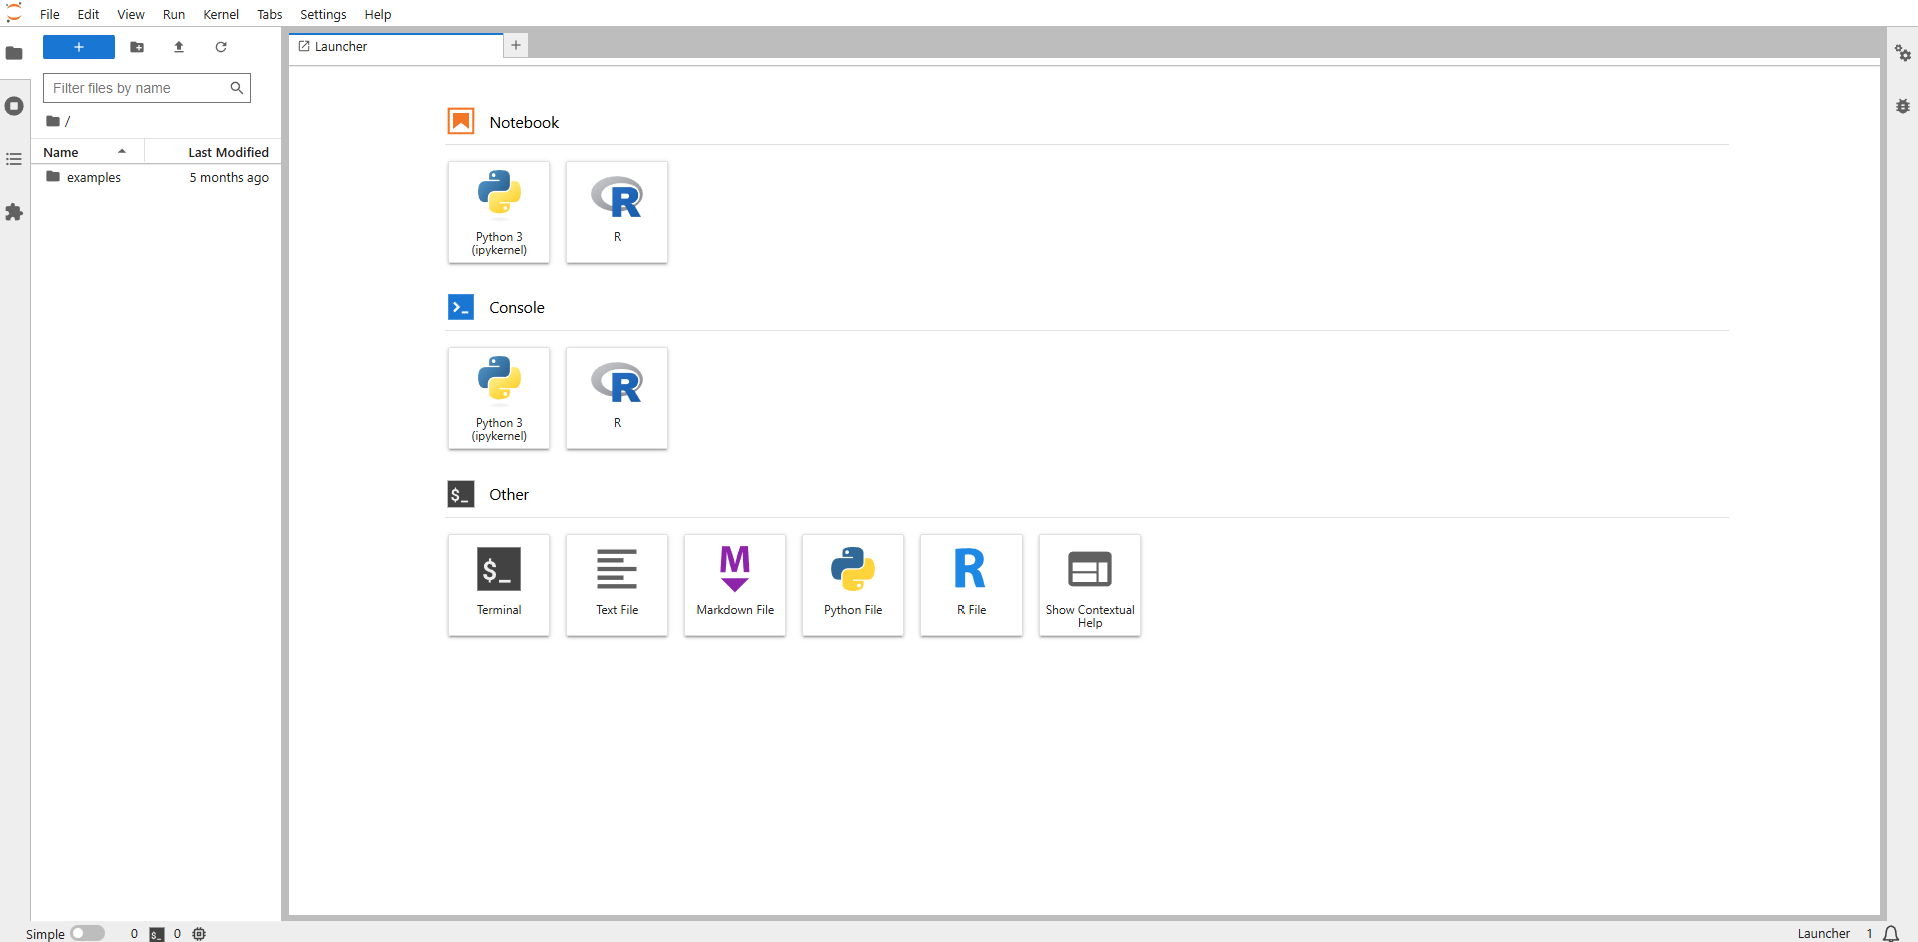 File Edit View Run Kernel Tabs Settings Help
Launcher
Filter files by name
/
Name Last Modified
examples 5 months ago
Notebook
Python 3
(ipykernel)
R
Console
Python 3
(ipykernel)
R
$_ Other
$_
Terminal
Text File
M
Markdown File
Python File
R
R File
Show Contextual
Help
Simple 0 $_ 0 Launcher 1